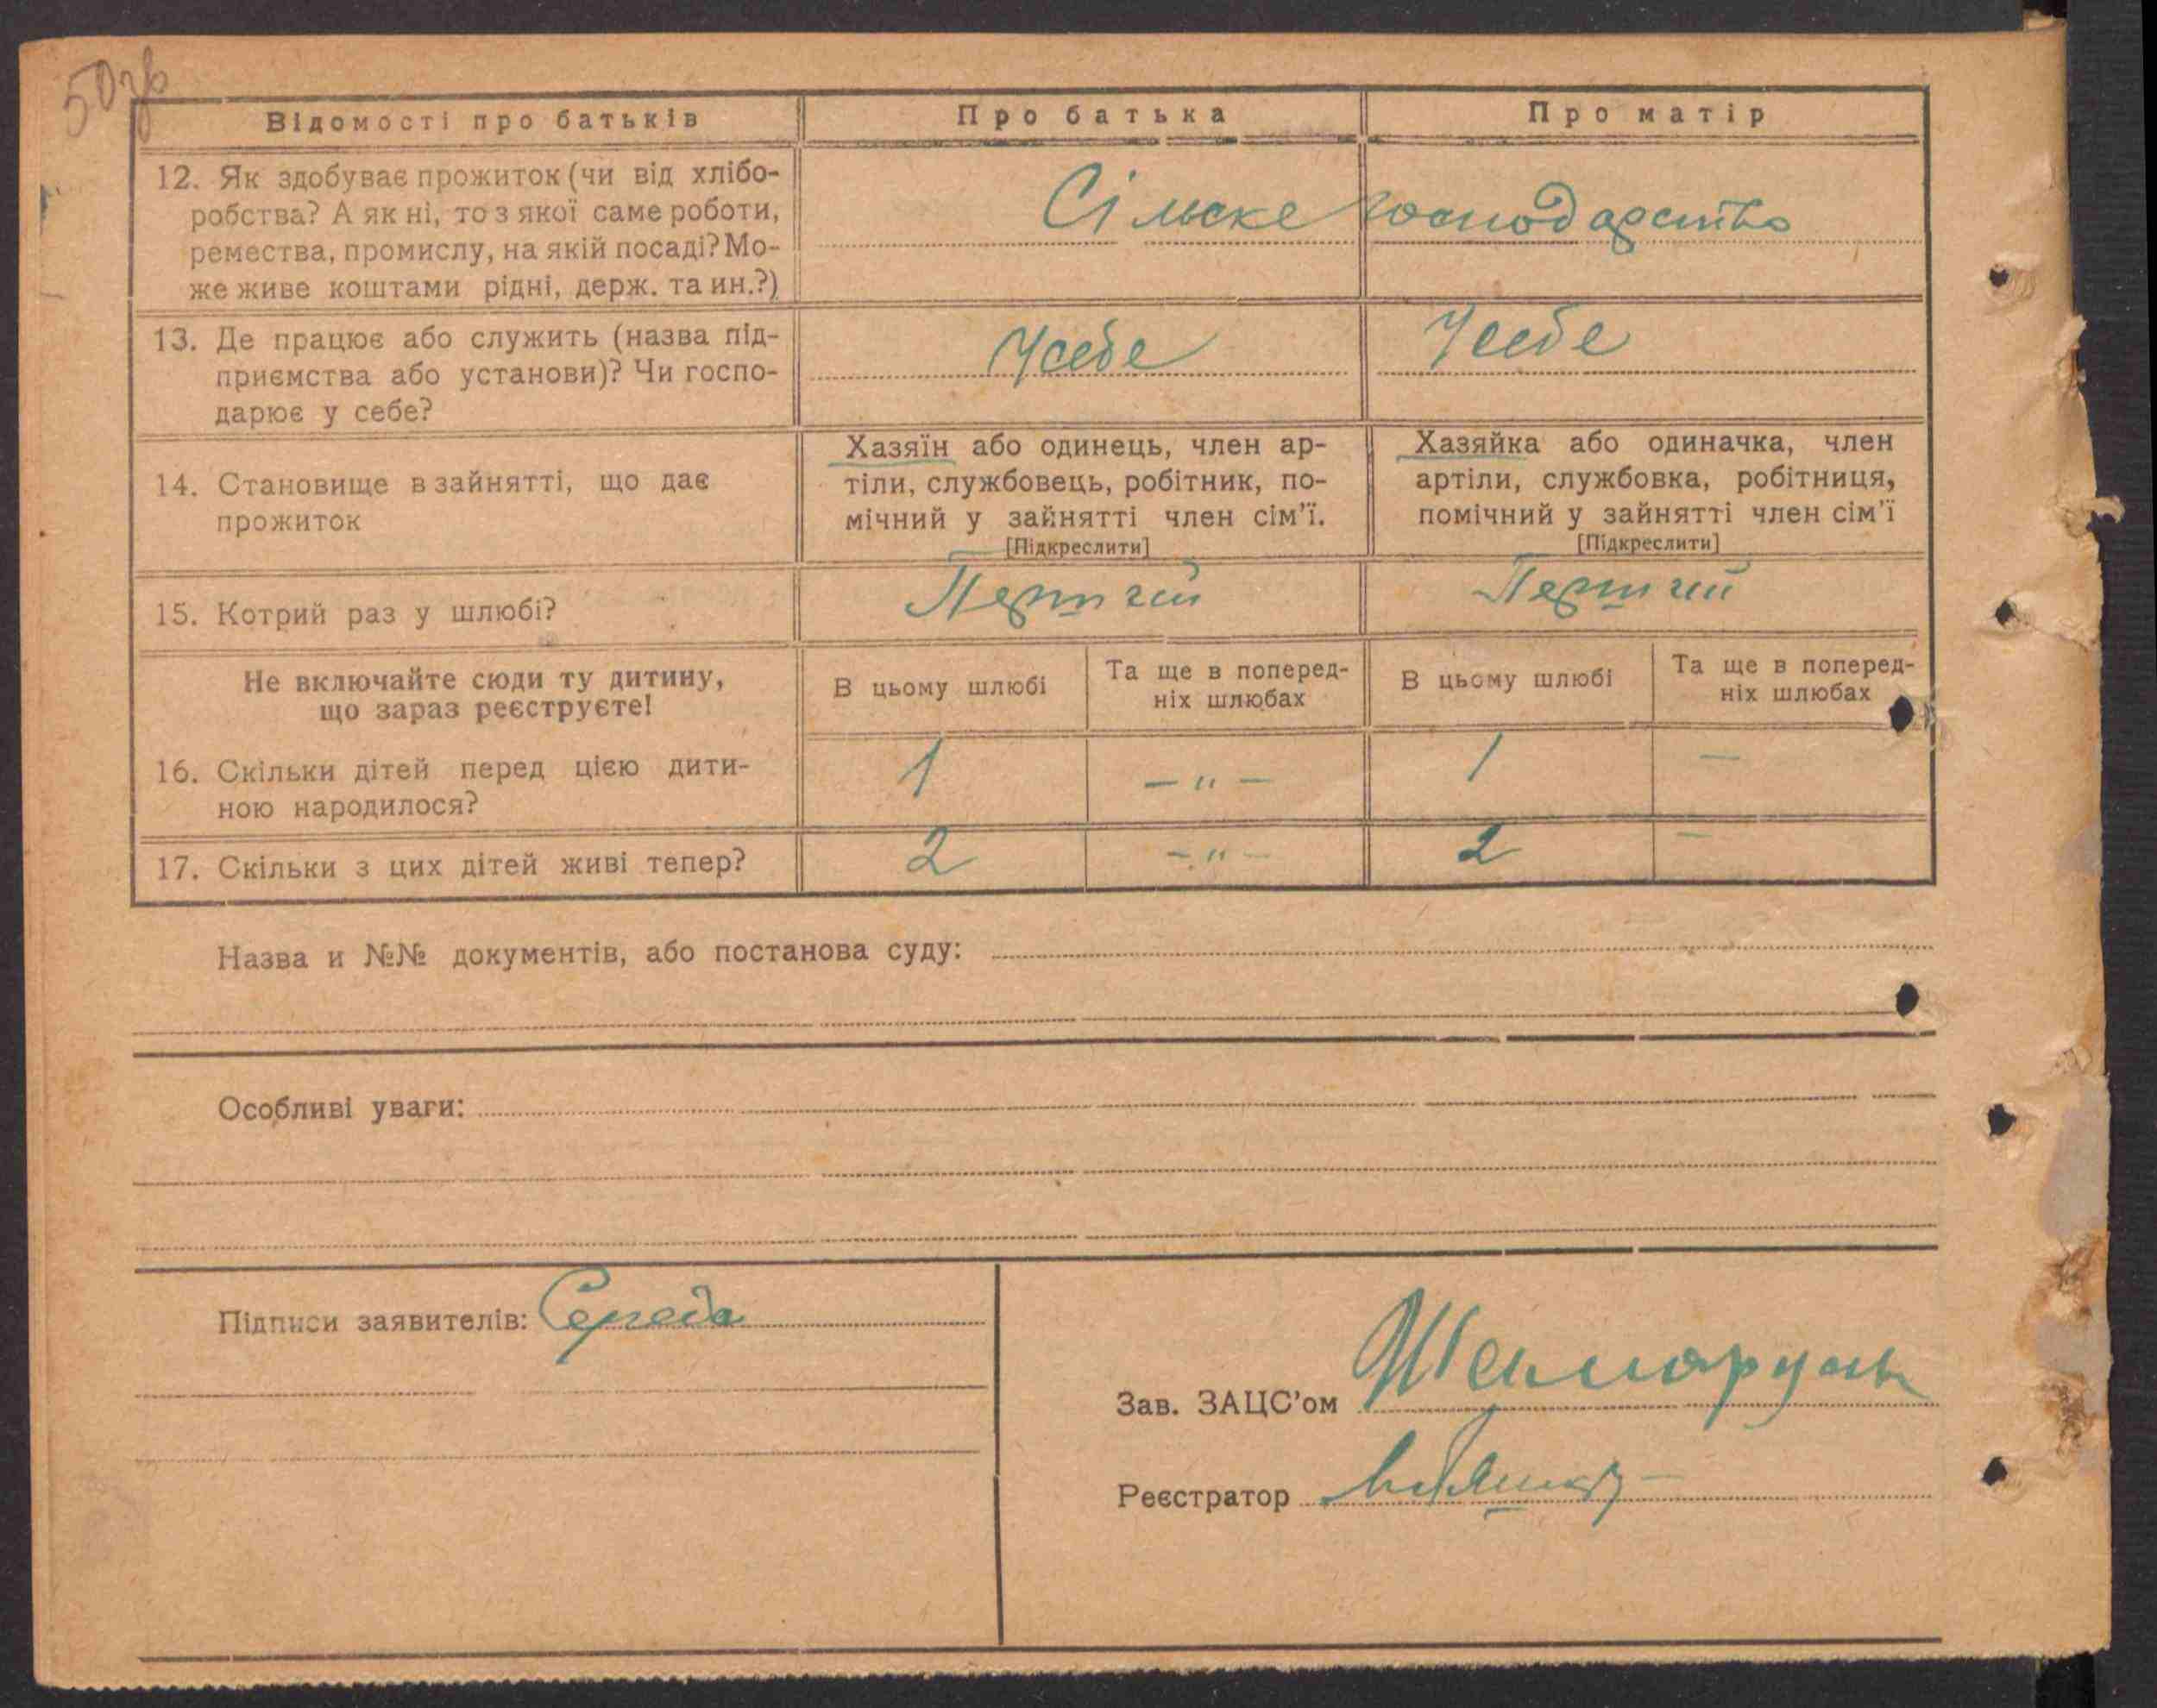 50зв
Відомості про батьків
Про батька
Про матір
12. Як здобуває прожиток (чи від хлібо-
робства? А як ні, то з якої саме роботи,
ремества, промислу, на якій посаді? Мо-
же живе коштами рідні, держ. та ин.?)
Сільске господарство
13. Де працює або служить (назва під-
приємства або установи)? Чи госпо-
дарює у себе?
Усебе
Усебе
14. Становище в зайнятті, що дає
прожиток
Хазяїн або одинець, член ар-
тіли, службовець, робітник, по-
мічний у зайнятті член сім'ї.
[Підкреслити]
Хазяйка або одиначка, член
артіли, службовка, робітниця,
помічний у зайнятті член сім'ї
[Підкреслити]
15. Котрий раз у шлюбі?
Перший
Перший
Не включайте сюди ту дитину,
що зараз реєструєте!
В цьому шлюбі
Та ще в поперед-
ніх шлюбах
В цьому шлюбі
Та ще в поперед-
ніх шлюбах
16. Скільки дітей перед цією дити-
ною народилося?
1
– " –
1
–
17. Скільки з цих дітей живі тепер?
2
– " –
2
–
Назва и №№ документів, або постанова суду:
Особливі уваги:
Підписи заявителів: Середа
Зав. ЗАЦС'ом
Реєстратор